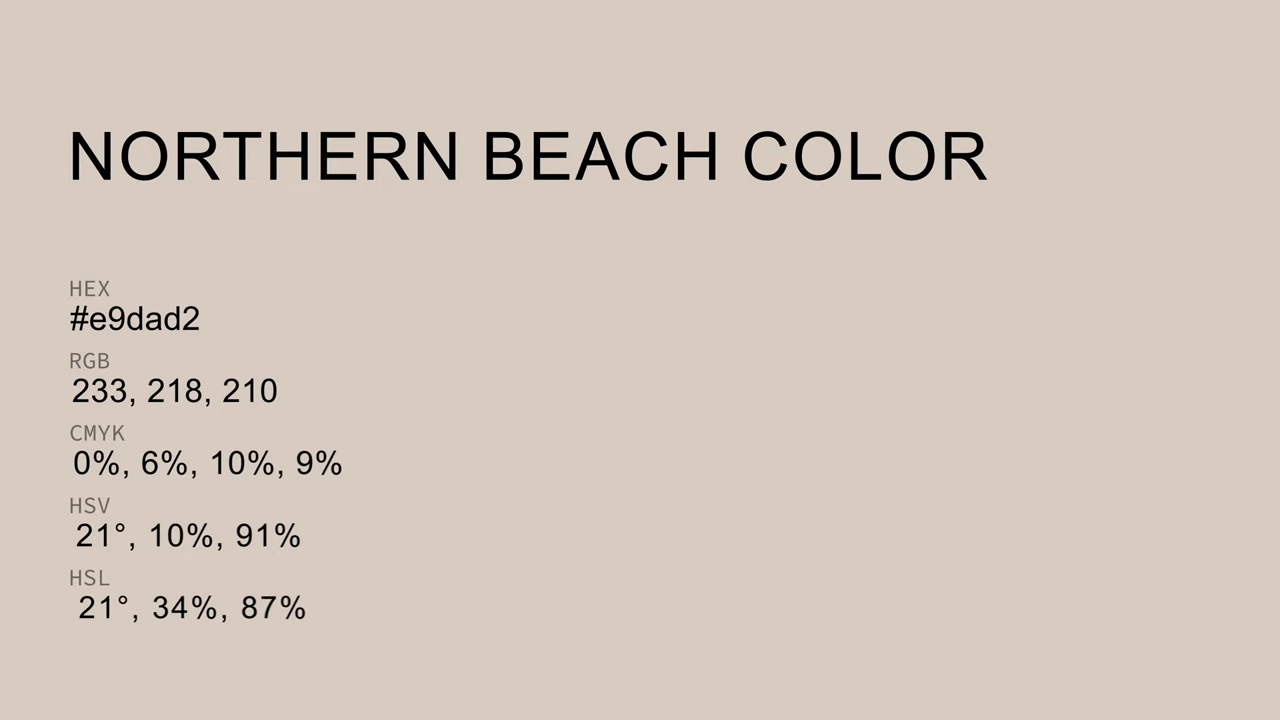 NORTHERN BEACH COLOR
HEX
#e9dad2
RGB
233, 218, 210
CMYK
0%, 6%, 10%, 9%
HSV
21°, 10%, 91%
HSL
21°, 34%, 87%